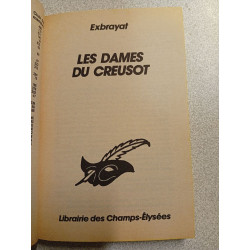 Exbrayat
LES DAMES
DU CREUSOT
Librairie des Champs-Élysées